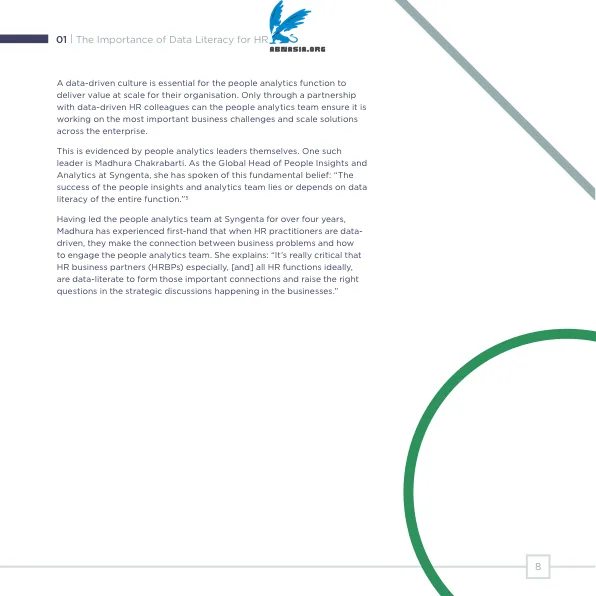 01 | The Importance of Data Literacy for HR
ABNASIA.ORG
A data-driven culture is essential for the people analytics function to
deliver value at scale for their organisation. Only through a partnership
with data-driven HR colleagues can the people analytics team ensure it is
working on the most important business challenges and scale solutions
across the enterprise.
This is evidenced by people analytics leaders themselves. One such
leader is Madhura Chakrabarti. As the Global Head of People Insights and
Analytics at Syngenta, she has spoken of this fundamental belief: “The
success of the people insights and analytics team lies or depends on data
literacy of the entire function.”⁵
Having led the people analytics team at Syngenta for over four years,
Madhura has experienced first-hand that when HR practitioners are data-
driven, they make the connection between business problems and how
to engage the people analytics team. She explains: “It’s really critical that
HR business partners (HRBPs) especially, [and] all HR functions ideally,
are data-literate to form those important connections and raise the right
questions in the strategic discussions happening in the businesses.”
8